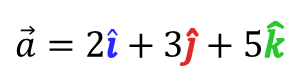 a⃗ = 2î + 3ĵ + 5k̂